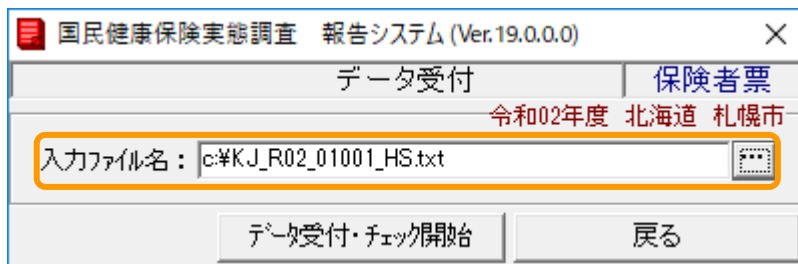 国民健康保険実態調査 報告システム (Ver.19.0.0.0)
データ受付 保険者票
令和02年度 北海道 札幌市
入力ファイル名： c:¥KJ_R02_01001_HS.txt ...
データ受付・チェック開始 戻る